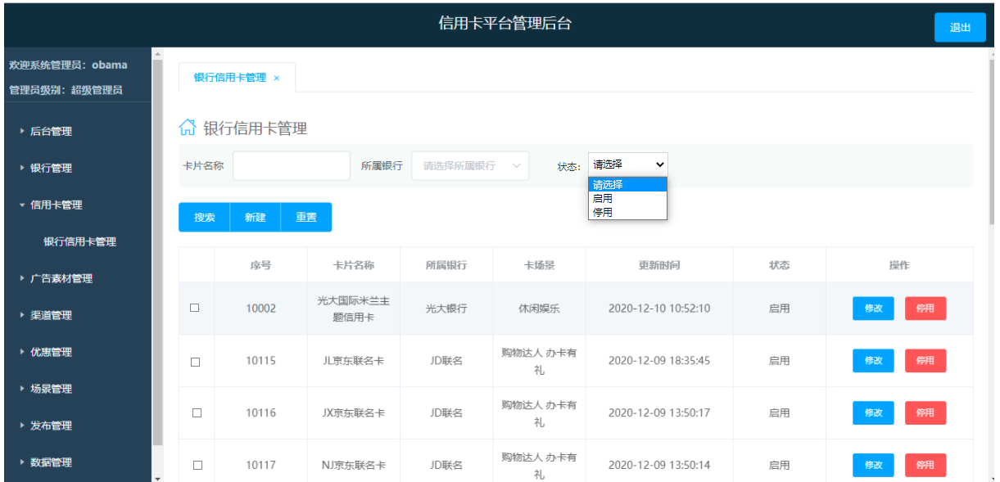 信用卡平台管理后台
退出
欢迎系统管理员：obama
管理员级别：超级管理员
后台管理
银行管理
信用卡管理
银行信用卡管理
广告素材管理
渠道管理
优惠管理
场景管理
发布管理
数据管理
银行信用卡管理 ×
银行信用卡管理
卡片名称 所属银行 请选择所属银行 状态: 请选择
请选择
启用
停用
搜索 新建 重置
序号 卡片名称 所属银行 卡场景 更新时间 状态 操作
10002 光大国际米兰主 光大银行 休闲娱乐 2020-12-10 10:52:10 启用 修改 停用
题信用卡
10115 JL京东联名卡 JD联名 购物达人 办卡有 2020-12-09 18:35:45 启用 修改 停用
礼
10116 JX京东联名卡 JD联名 购物达人 办卡有 2020-12-09 13:50:17 启用 修改 停用
礼
10117 NJ京东联名卡 JD联名 购物达人 办卡有 2020-12-09 13:50:14 启用 修改 停用
礼